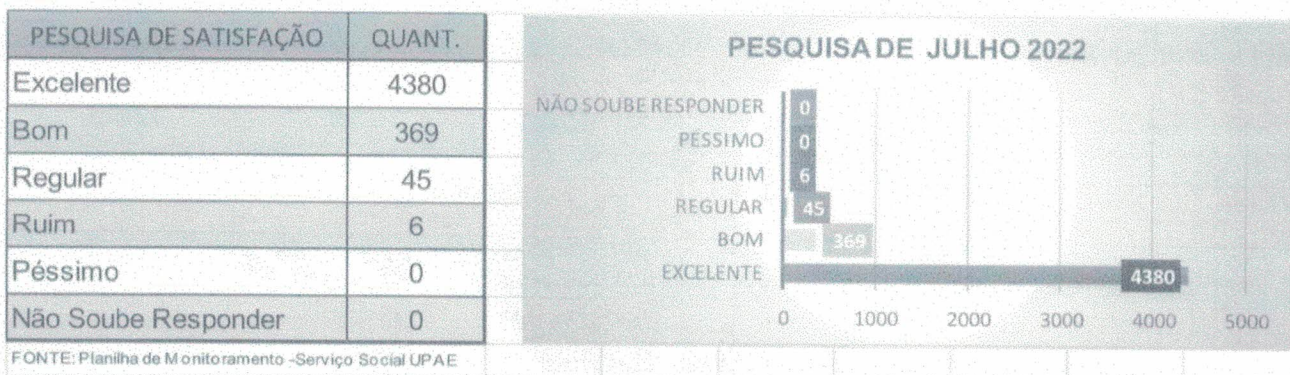 PESQUISA DE SATISFAÇÃO QUANT.
Excelente 4380
Bom 369
Regular 45
Ruim 6
Péssimo 0
Não Soube Responder 0
FONTE: Planilha de Monitoramento -Serviço Social UPAE
PESQUISA DE JULHO 2022
NÃO SOUBE RESPONDER 0
PESSIMO 0
RUIM 6
REGULAR 45
BOM 369
EXCELENTE 4380
0 1000 2000 3000 4000 5000